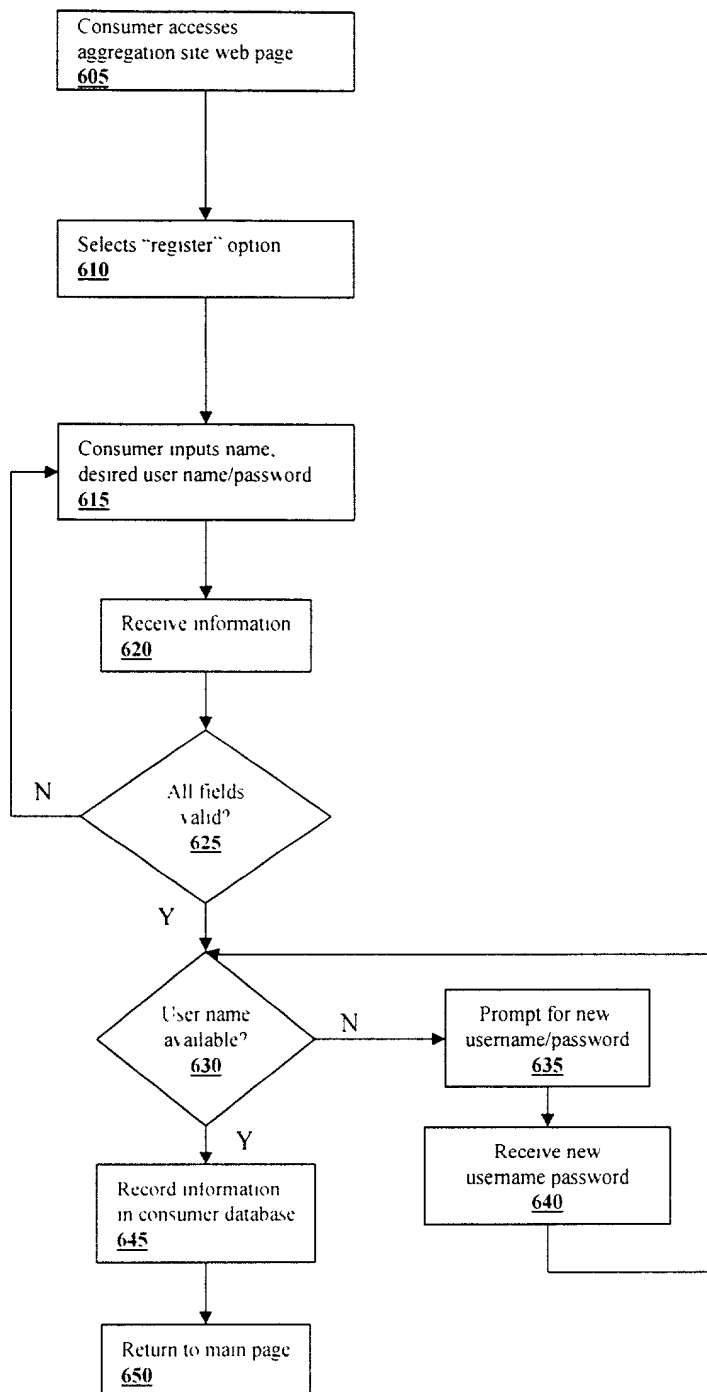 Consumer accesses
aggregation site web page
605
Selects "register" option
610
Consumer inputs name,
desired user name/password
615
Receive information
620
All fields
valid?
625
N
Y
User name
available?
630
N
Prompt for new
username/password
635
Y
Receive new
username password
640
Record information
in consumer database
645
Return to main page
650